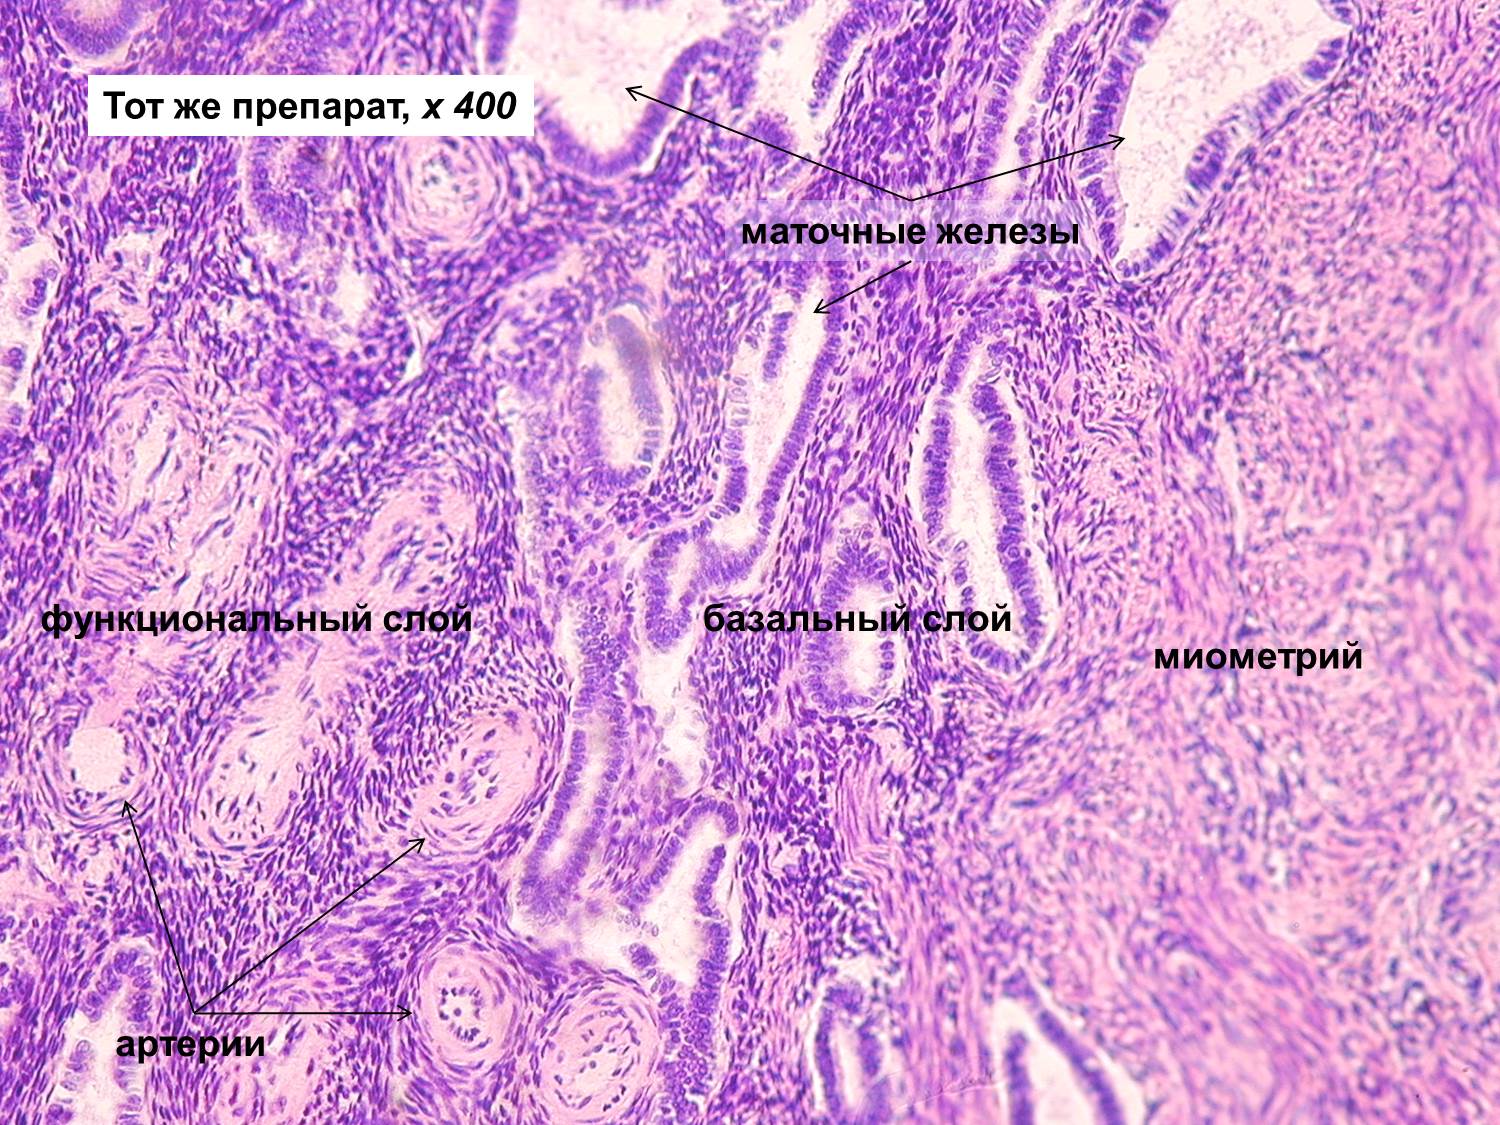 Тот же препарат, х 400
маточные железы
функциональный слой
базальный слой
миометрий
артерии